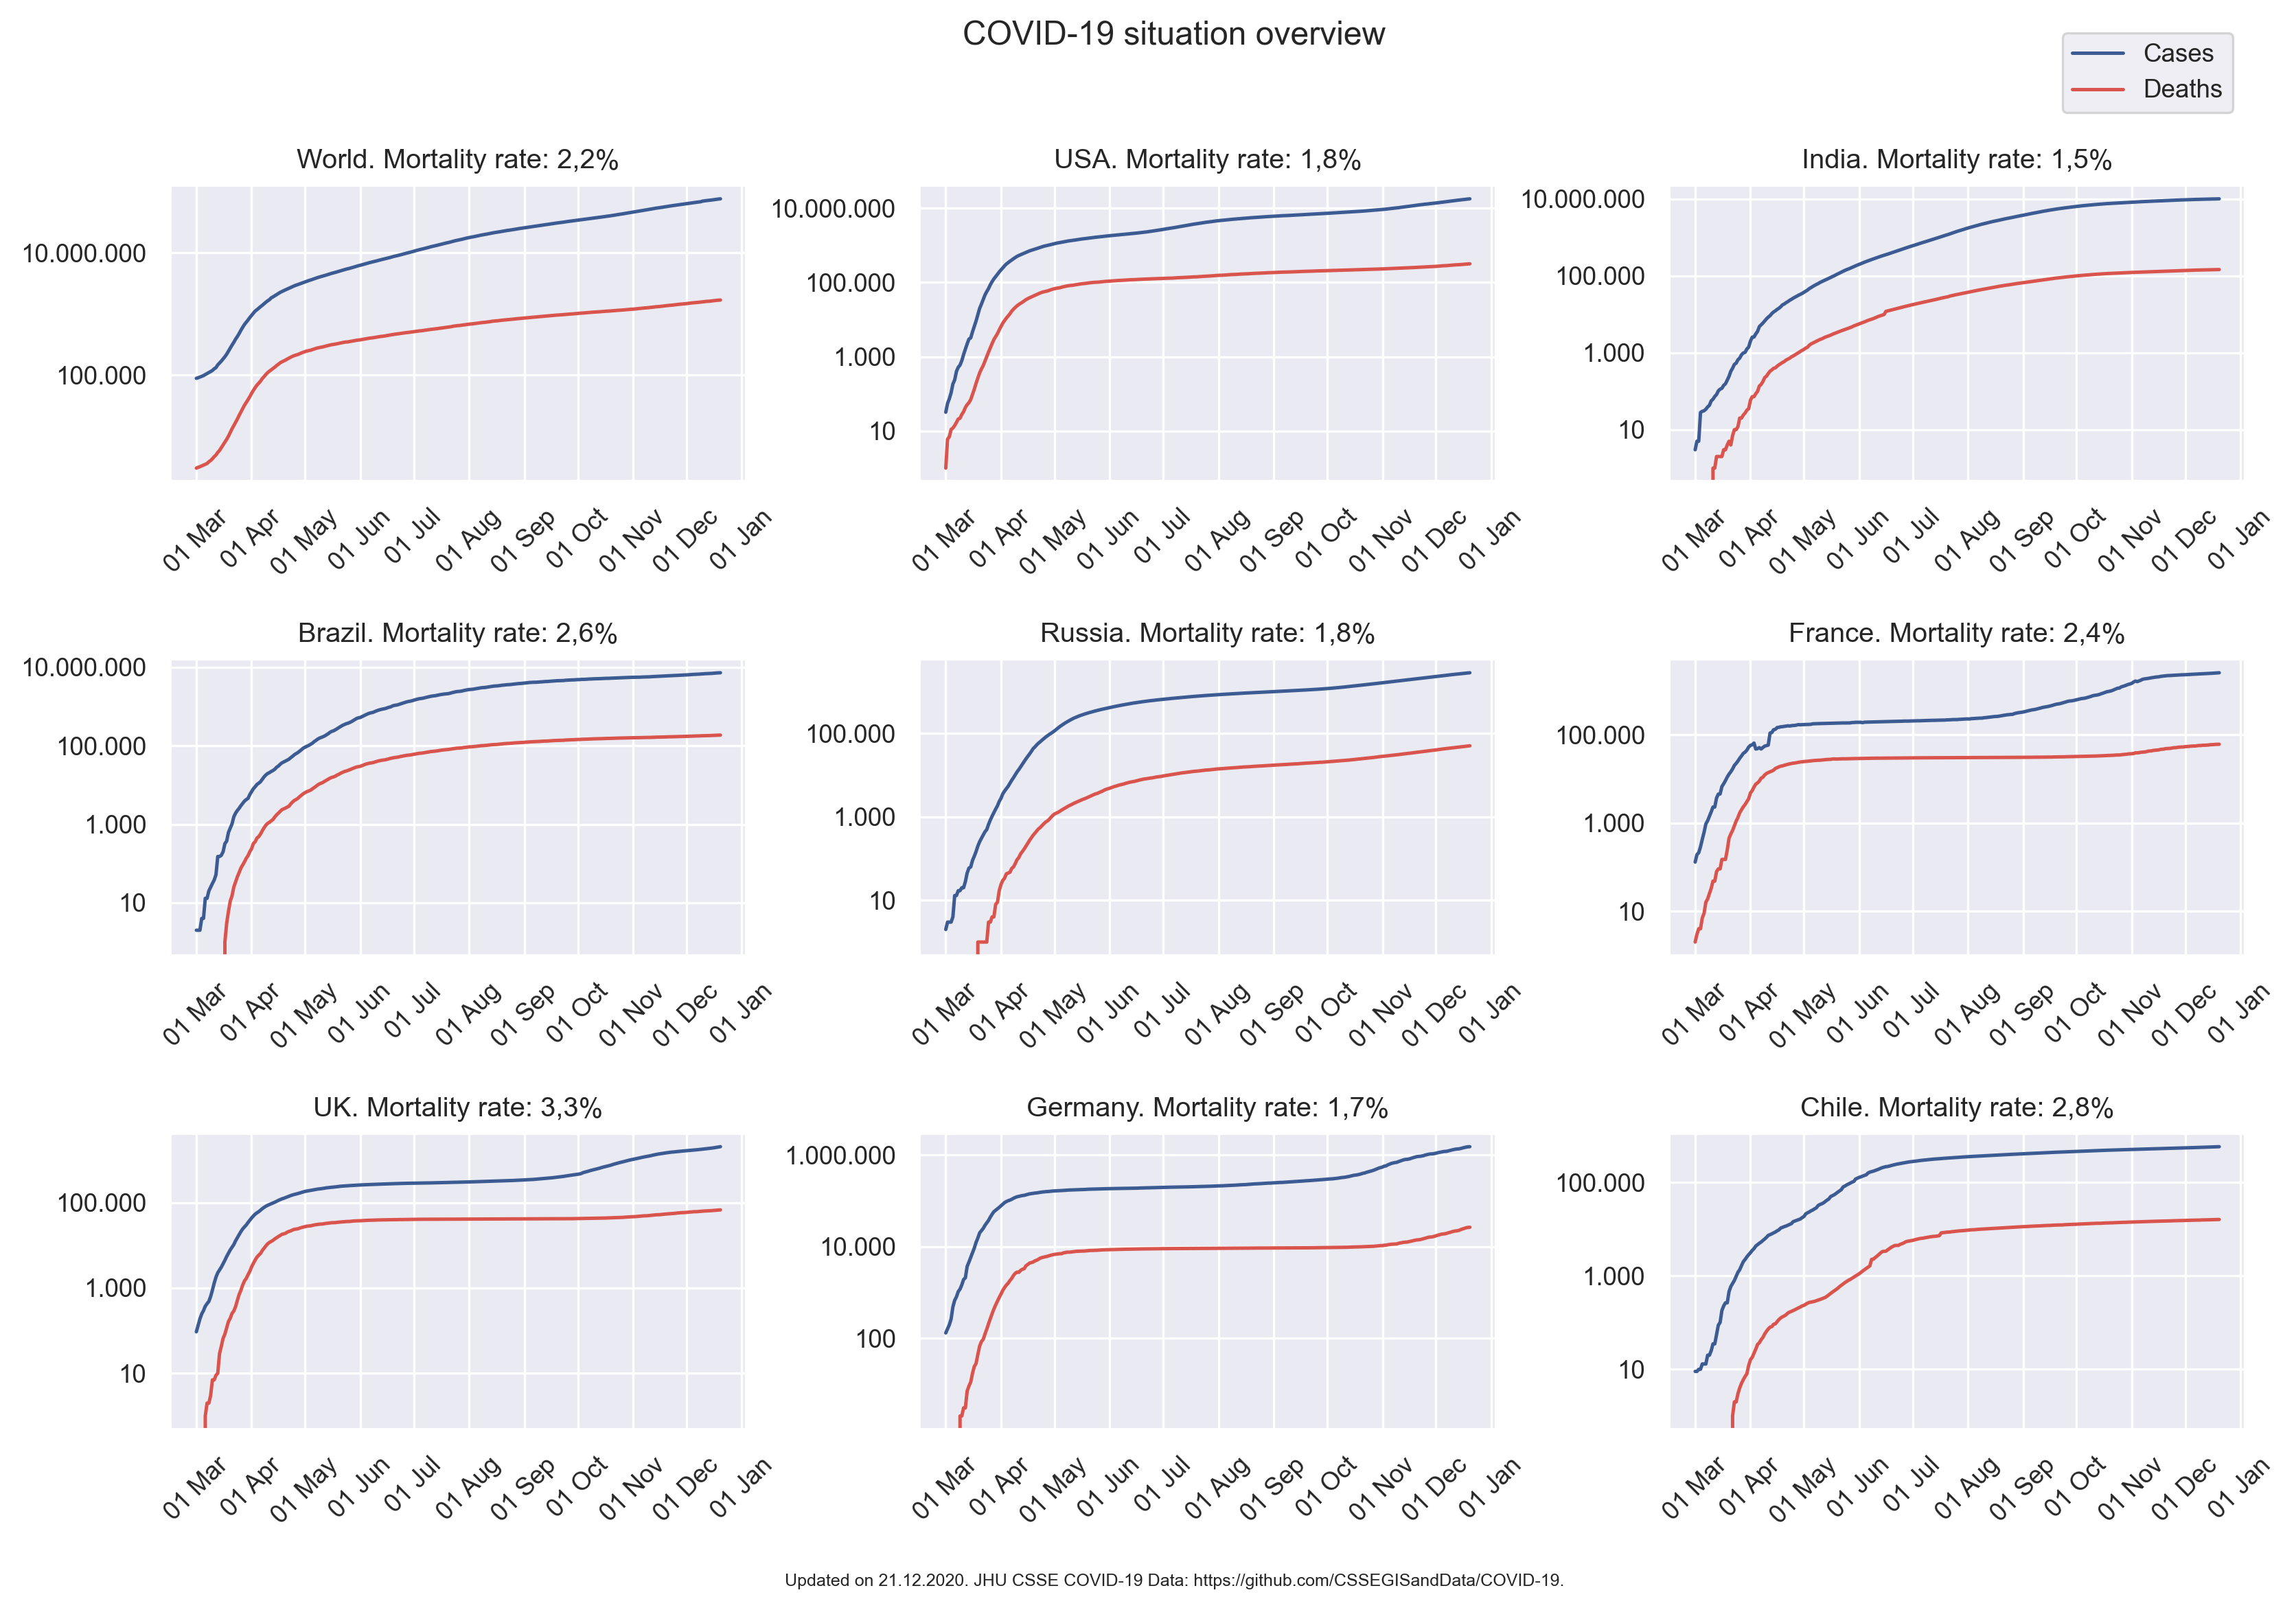 COVID-19 situation overview
Cases
Deaths
World. Mortality rate: 2,2%
10.000.000
100.000
01 Mar
01 Apr
01 May
01 Jun
01 Jul
01 Aug
01 Sep
01 Oct
01 Nov
01 Dec
01 Jan
USA. Mortality rate: 1,8%
10.000.000
100.000
1.000
10
01 Mar
01 Apr
01 May
01 Jun
01 Jul
01 Aug
01 Sep
01 Oct
01 Nov
01 Dec
01 Jan
India. Mortality rate: 1,5%
10.000.000
100.000
1.000
10
01 Mar
01 Apr
01 May
01 Jun
01 Jul
01 Aug
01 Sep
01 Oct
01 Nov
01 Dec
01 Jan
Brazil. Mortality rate: 2,6%
10.000.000
100.000
1.000
10
01 Mar
01 Apr
01 May
01 Jun
01 Jul
01 Aug
01 Sep
01 Oct
01 Nov
01 Dec
01 Jan
Russia. Mortality rate: 1,8%
100.000
1.000
10
01 Mar
01 Apr
01 May
01 Jun
01 Jul
01 Aug
01 Sep
01 Oct
01 Nov
01 Dec
01 Jan
France. Mortality rate: 2,4%
100.000
1.000
10
01 Mar
01 Apr
01 May
01 Jun
01 Jul
01 Aug
01 Sep
01 Oct
01 Nov
01 Dec
01 Jan
UK. Mortality rate: 3,3%
100.000
1.000
10
01 Mar
01 Apr
01 May
01 Jun
01 Jul
01 Aug
01 Sep
01 Oct
01 Nov
01 Dec
01 Jan
Germany. Mortality rate: 1,7%
1.000.000
10.000
100
01 Mar
01 Apr
01 May
01 Jun
01 Jul
01 Aug
01 Sep
01 Oct
01 Nov
01 Dec
01 Jan
Chile. Mortality rate: 2,8%
100.000
1.000
10
01 Mar
01 Apr
01 May
01 Jun
01 Jul
01 Aug
01 Sep
01 Oct
01 Nov
01 Dec
01 Jan
Updated on 21.12.2020. JHU CSSE COVID-19 Data: https://github.com/CSSEGISandData/COVID-19.